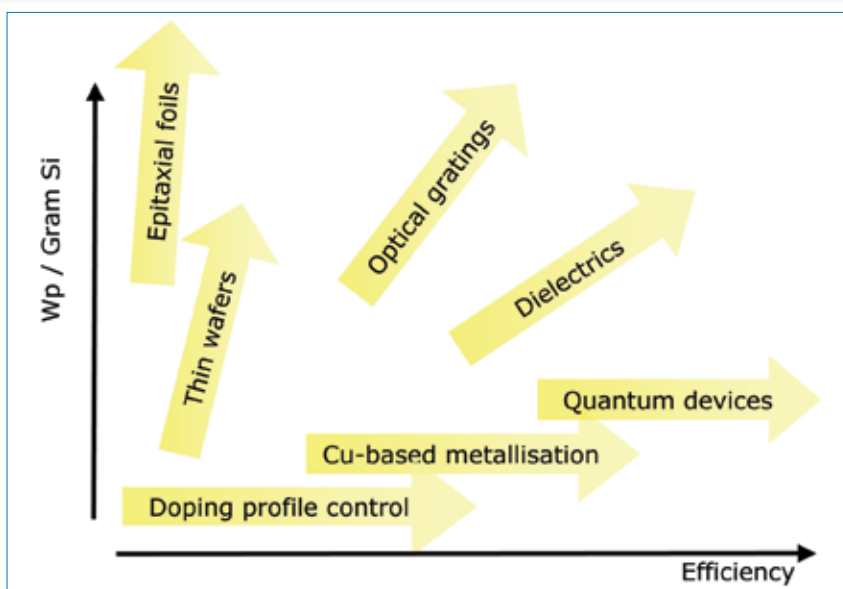 Wp / Gram Si
Epitaxial foils
Thin wafers
Optical gratings
Dielectrics
Quantum devices
Cu-based metallisation
Doping profile control
Efficiency